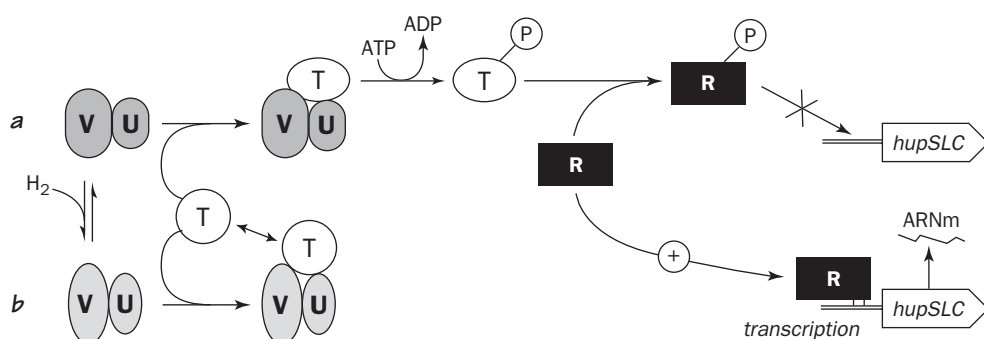 ATP
ADP
T
P
R
P
T
a
V
U
V
U
hupSLC
H₂
R
T
T
ARNm
+
b
V
U
V
U
R
hupSLC
transcription